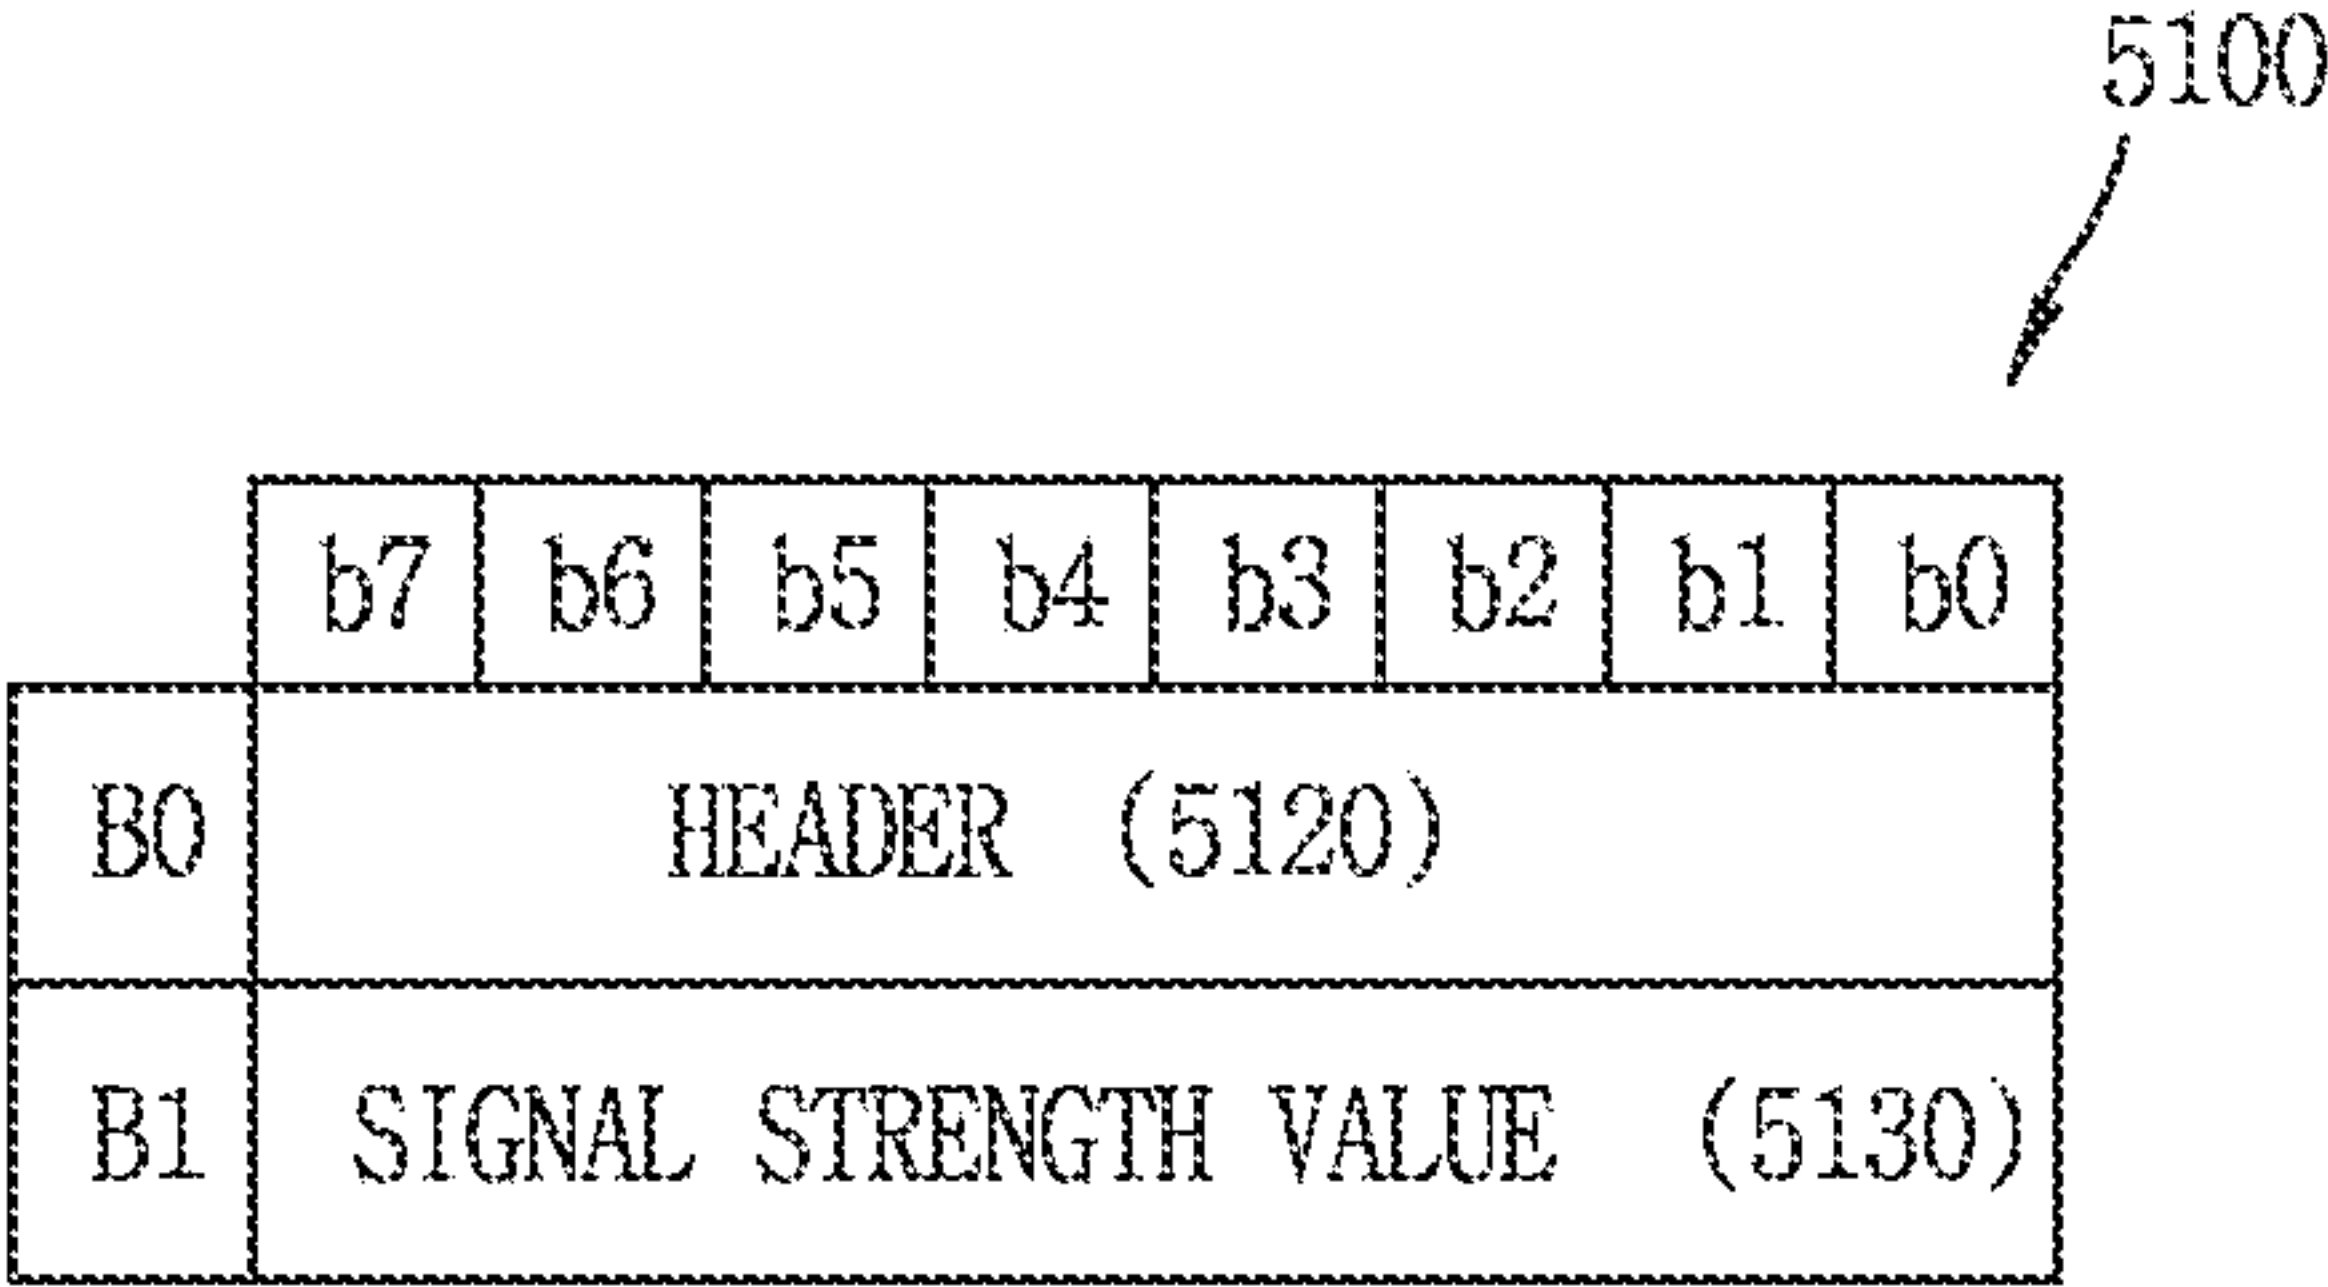 5100
b7 b6 b5 b4 b3 b2 b1 b0
B0 HEADER (5120)
B1 SIGNAL STRENGTH VALUE (5130)